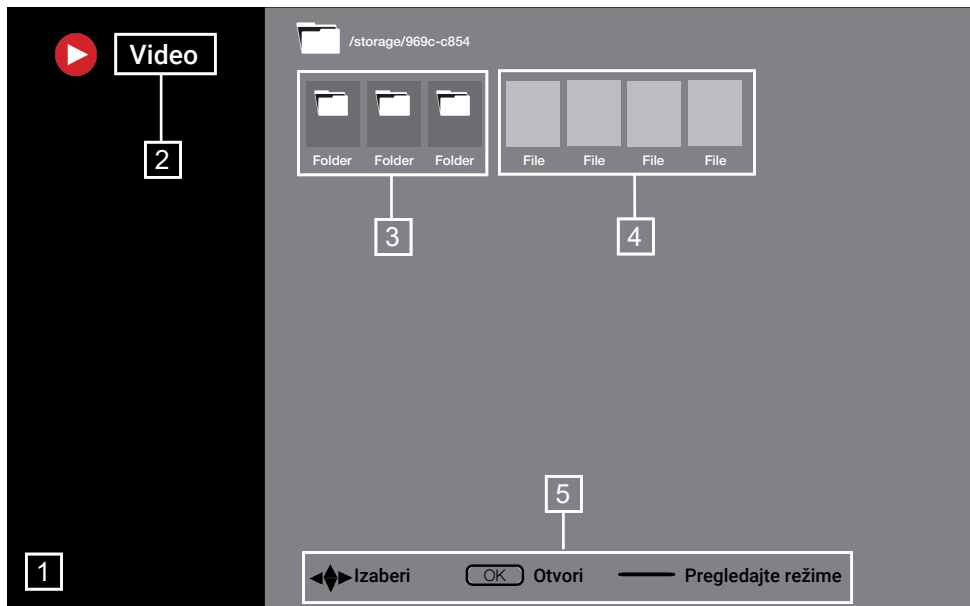 Video
2
/storage/969c-c854
Folder Folder Folder File File File File
3 4
5
1
Izaberi OK Otvori Pregledajte režime